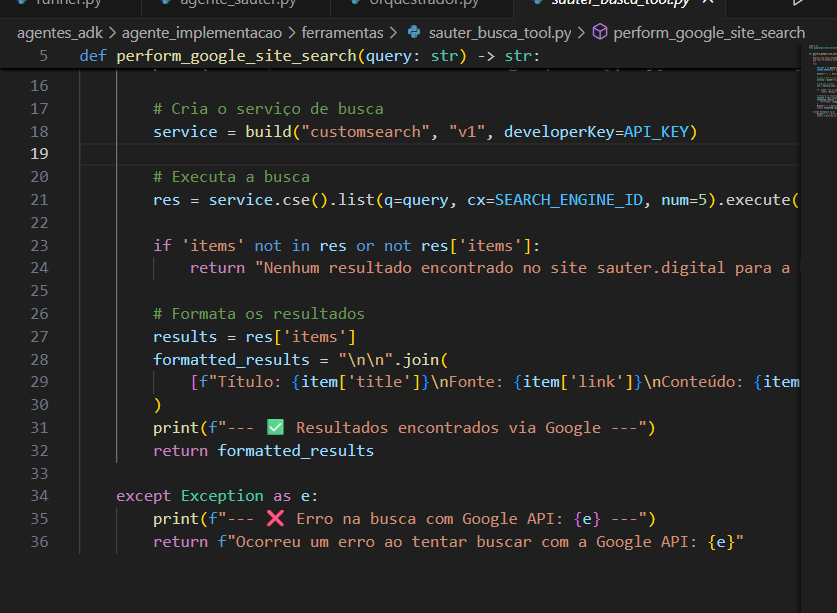 runner.py agente_sauter.py orquestrador.py sauter_busca_tool.py
agentes_adk > agente_implementacao > ferramentas > sauter_busca_tool.py > perform_google_site_search
5 def perform_google_site_search(query: str) -> str:
16
17 # Cria o serviço de busca
18 service = build("customsearch", "v1", developerKey=API_KEY)
19
20 # Executa a busca
21 res = service.cse().list(q=query, cx=SEARCH_ENGINE_ID, num=5).execute(
22
23 if 'items' not in res or not res['items']:
24 return "Nenhum resultado encontrado no site sauter.digital para a
25
26 # Formata os resultados
27 results = res['items']
28 formatted_results = "\n\n".join(
29 [f"Título: {item['title']}\nFonte: {item['link']}\nConteúdo: {item
30 )
31 print(f"--- ✅ Resultados encontrados via Google ---")
32 return formatted_results
33
34 except Exception as e:
35 print(f"--- ❌ Erro na busca com Google API: {e} ---")
36 return f"Ocorreu um erro ao tentar buscar com a Google API: {e}"